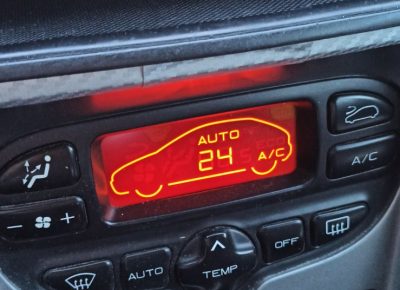 AUTO
24 A/C
A/C
- +
AUTO
TEMP
OFF